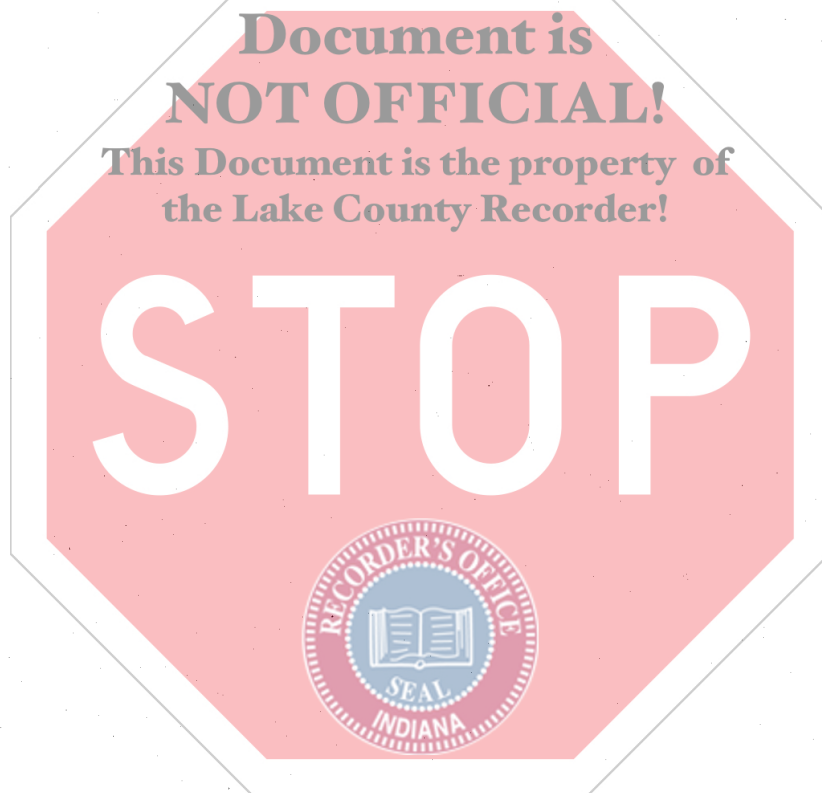 Document is
NOT OFFICIAL!
This Document is the property of
the Lake County Recorder!
STOP
RECORDER'S OFFICE
SEAL
INDIANA